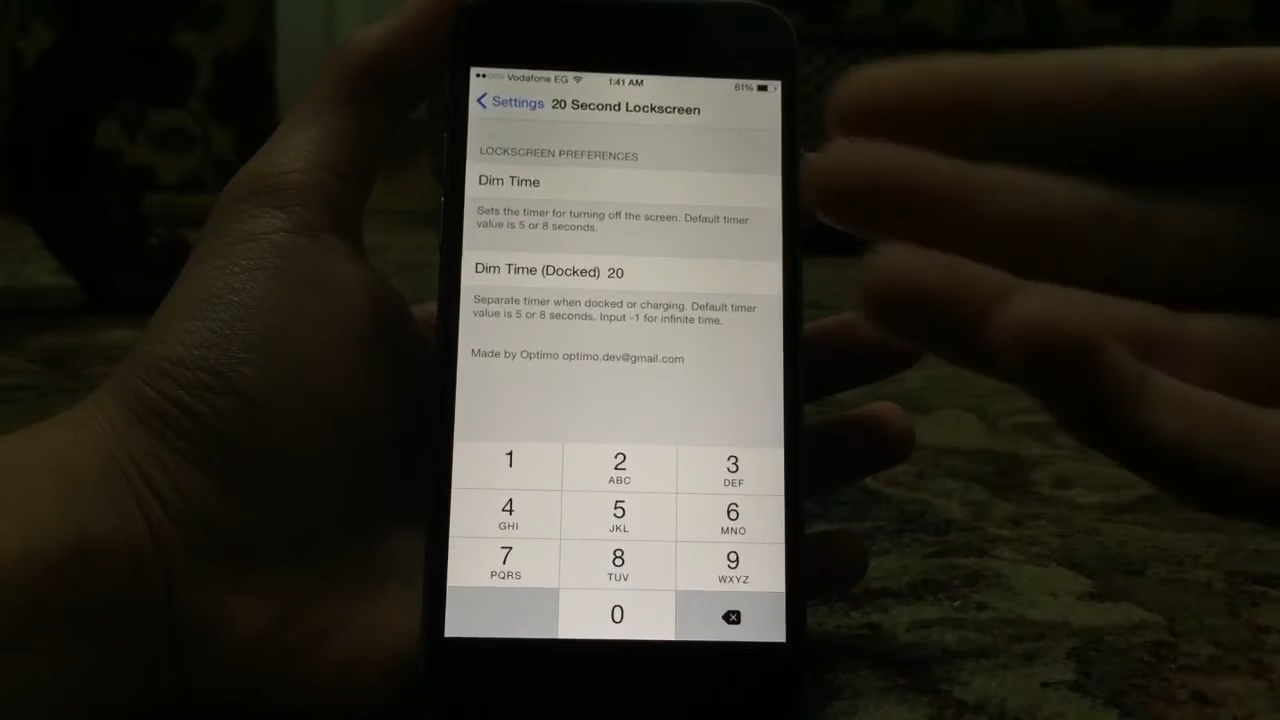 Vodafone EG 1:41 AM 61%
Settings 20 Second Lockscreen
LOCKSCREEN PREFERENCES
Dim Time
Sets the timer for turning off the screen. Default timer
value is 5 or 8 seconds.
Dim Time (Docked) 20
Separate timer when docked or charging. Default timer
value is 5 or 8 seconds. Input -1 for infinite time.
Made by Optimo optimo.dev@gmail.com
1 2 3
ABC DEF
4 5 6
GHI JKL MNO
7 8 9
PQRS TUV WXYZ
0